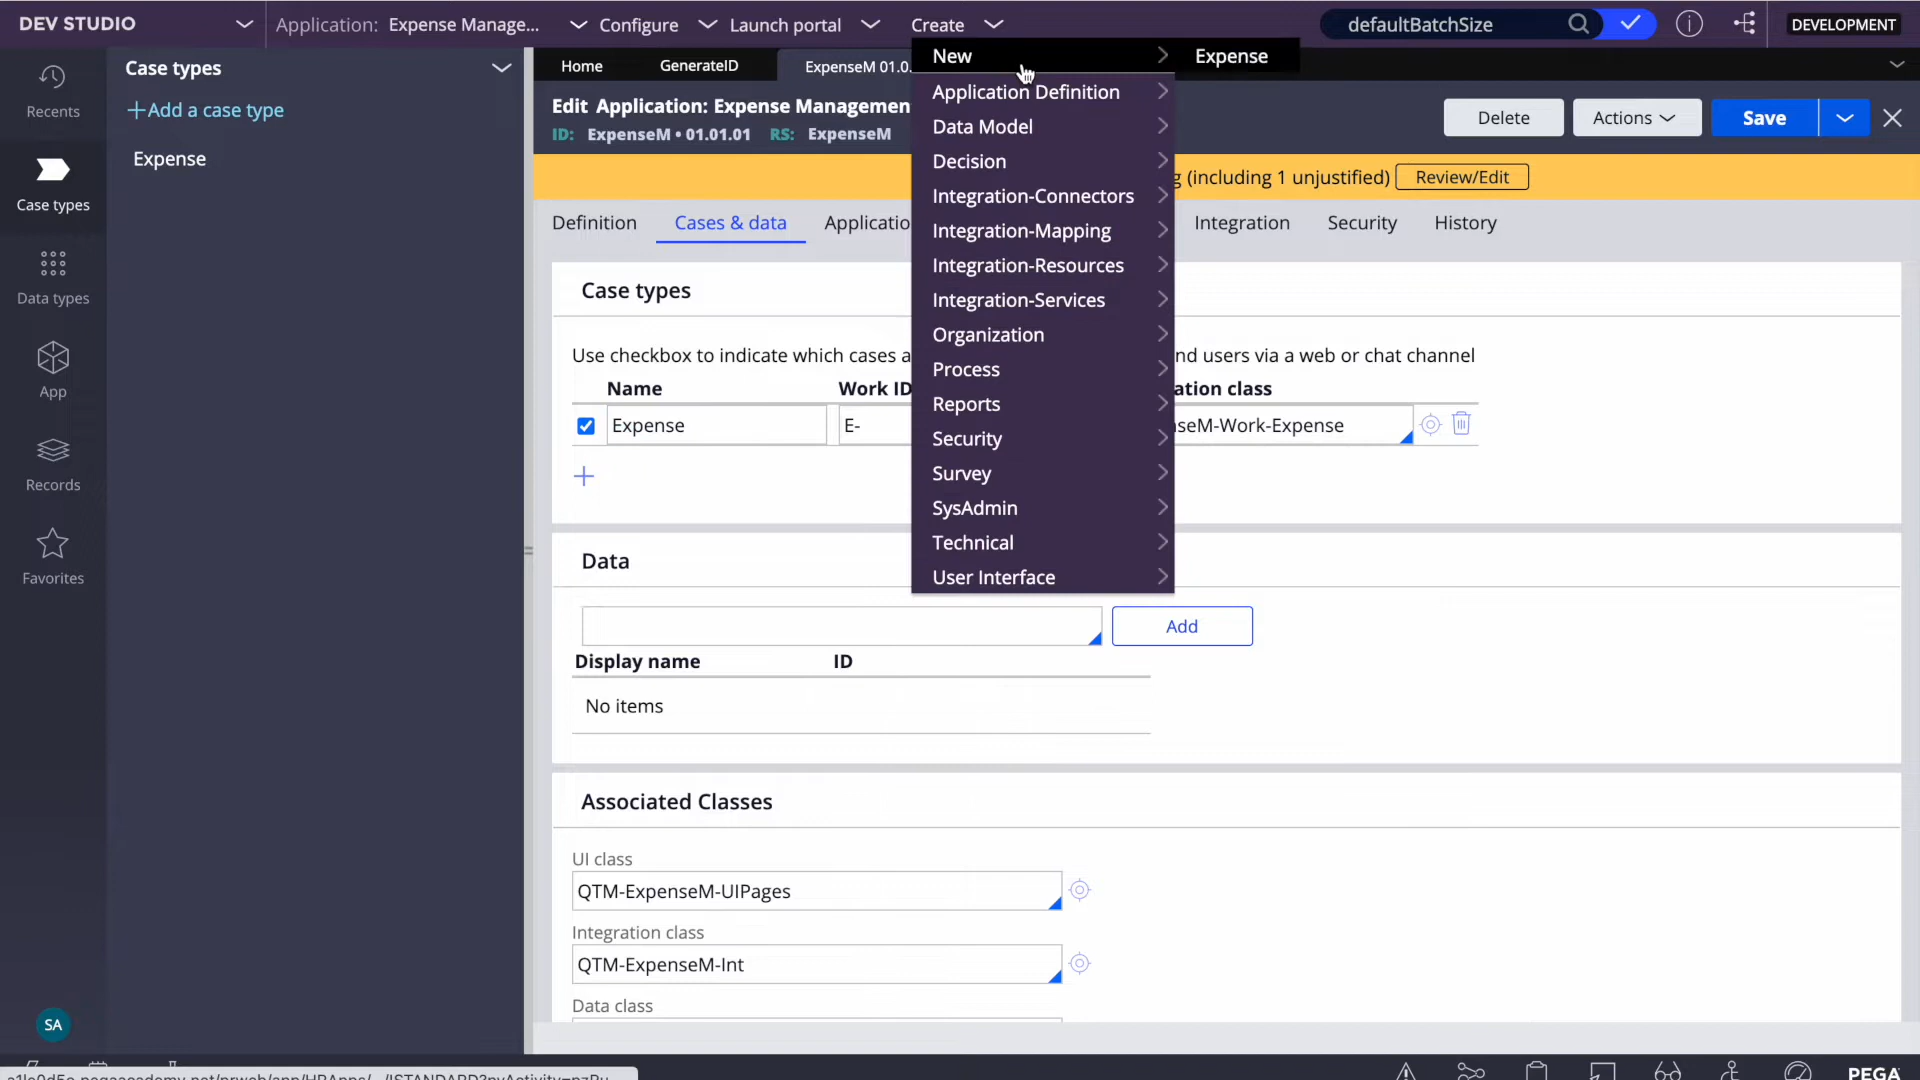 DEV STUDIO
Application: Expense Manage...
Configure
Launch portal
Create
defaultBatchSize
DEVELOPMENT
Recents
Case types
Data types
App
Records
Favorites
SA
Case types
+Add a case type
Expense
Home
GenerateID
ExpenseM 01.0
Edit Application: Expense Managemen
ID: ExpenseM • 01.01.01 RS: ExpenseM
Delete
Actions
Save
(including 1 unjustified)
Review/Edit
Definition
Cases & data
Applicatio
Integration
Security
History
New
Expense
Application Definition
Data Model
Decision
Integration-Connectors
Integration-Mapping
Integration-Resources
Integration-Services
Organization
Process
Reports
Security
Survey
SysAdmin
Technical
User Interface
Case types
Use checkbox to indicate which cases a nd users via a web or chat channel
Name
Work ID
ation class
Expense
E-
seM-Work-Expense
Data
Add
Display name
ID
No items
Associated Classes
UI class
QTM-ExpenseM-UIPages
Integration class
QTM-ExpenseM-Int
Data class
PEGA